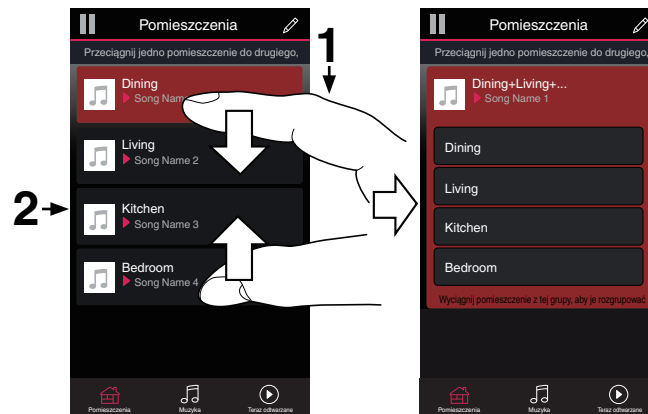 Pomieszczenia
Przeciągnij jedno pomieszczenie do drugiego,
1
Dining
Song Nam
Living
Song Name 2
2
Kitchen
Song Name 3
Bedroom
Song Name 4
Pomieszczenia
Muzyka
Teraz odtwarzane
Pomieszczenia
Przeciągnij jedno pomieszczenie do drugiego,
Dining+Living+...
Song Name 1
Dining
Living
Kitchen
Bedroom
Wyciągnij pomieszczenie z tej grupy, aby je rozgrupować
Pomieszczenia
Muzyka
Teraz odtwarzane